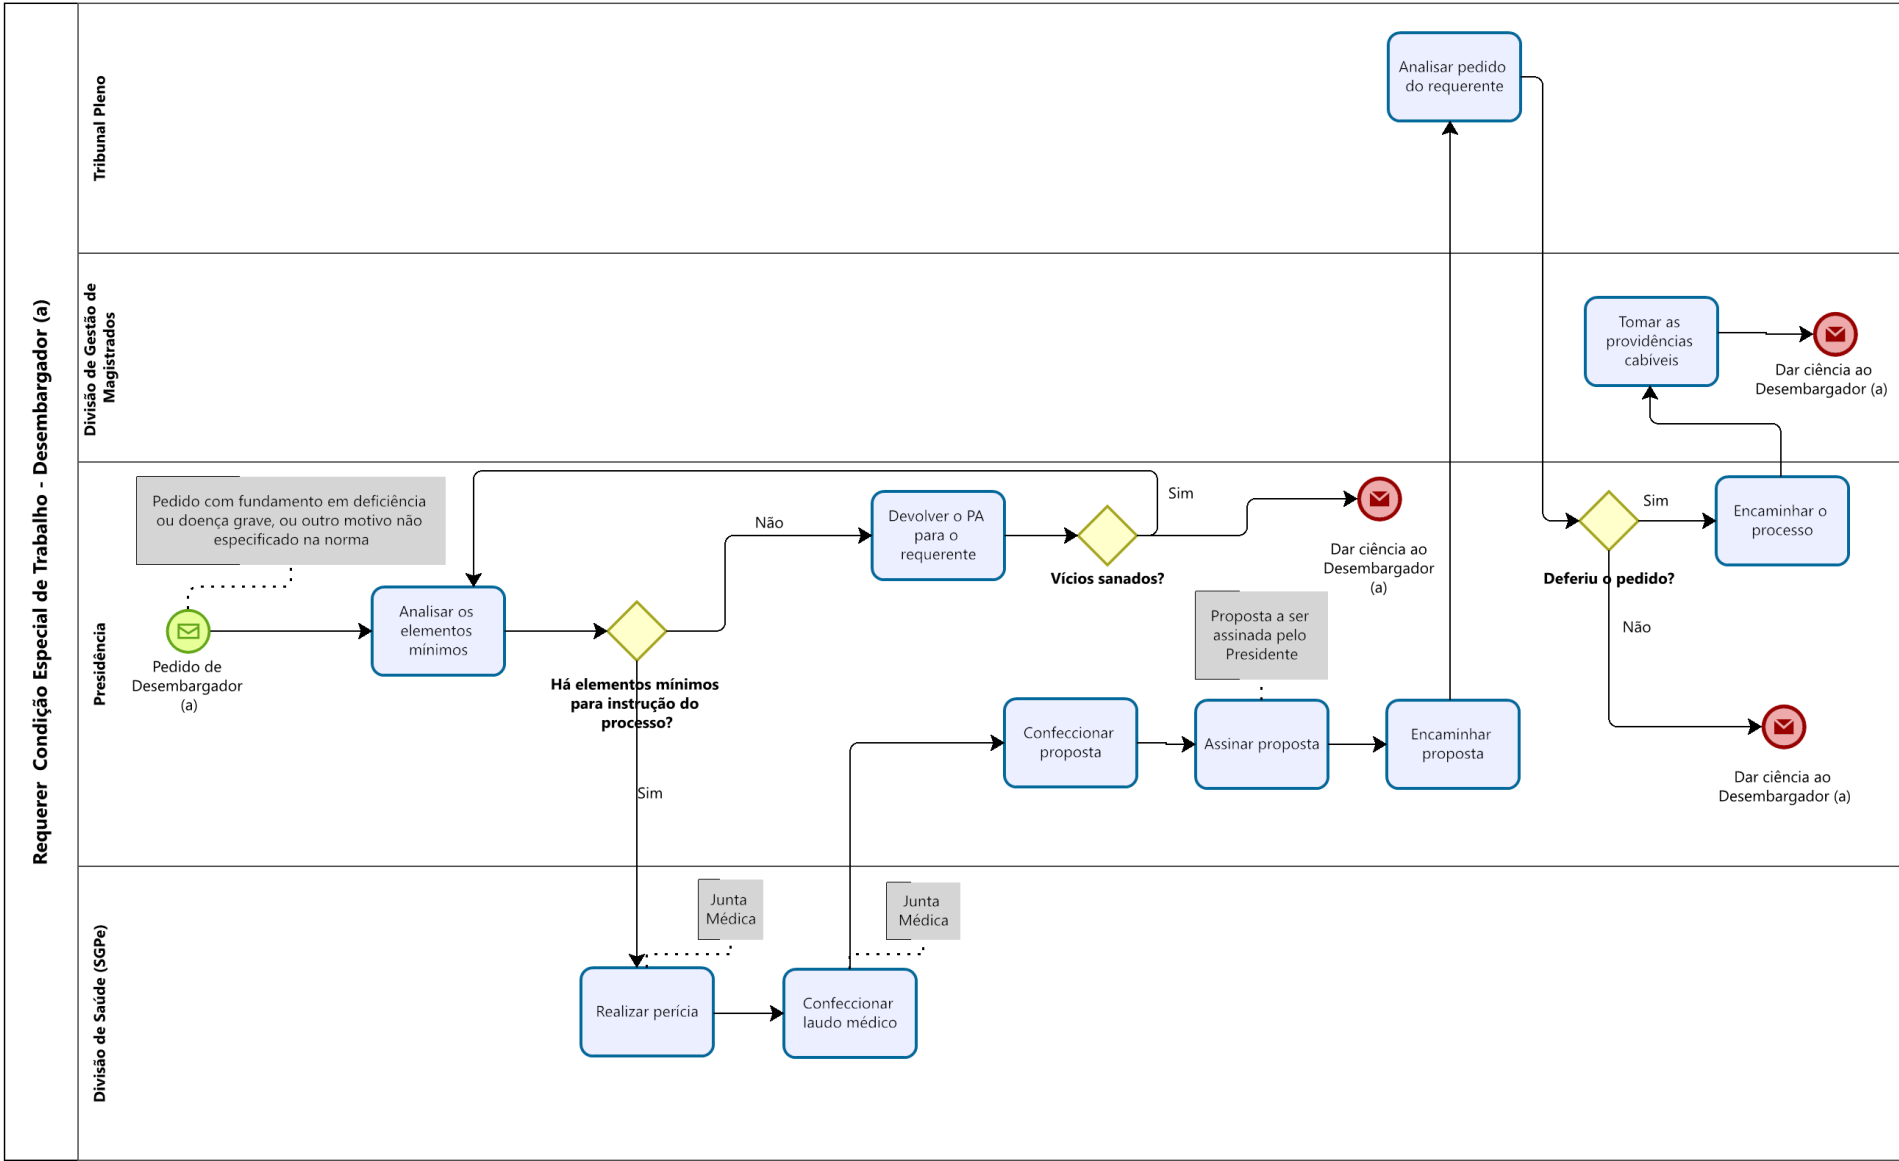 Requerer Condição Especial de Trabalho - Desembargador (a)
Tribunal Pleno
Analisar pedido
do requerente
Divisão de Gestão de
Magistrados
Tomar as
providências
cabíveis
Dar ciência ao
Desembargador (a)
Presidência
Pedido com fundamento em deficiência
ou doença grave, ou outro motivo não
especificado na norma
Pedido de
Desembargador
(a)
Analisar os
elementos
mínimos
Há elementos mínimos
para instrução do
processo?
Não
Sim
Devolver o PA
para o
requerente
Vícios sanados?
Sim
Dar ciência ao
Desembargador
(a)
Confeccionar
proposta
Proposta a ser
assinada pelo
Presidente
Assinar proposta
Encaminhar
proposta
Deferiu o pedido?
Sim
Encaminhar o
processo
Não
Dar ciência ao
Desembargador (a)
Divisão de Saúde (SGPe)
Junta
Médica
Realizar perícia
Junta
Médica
Confeccionar
laudo médico